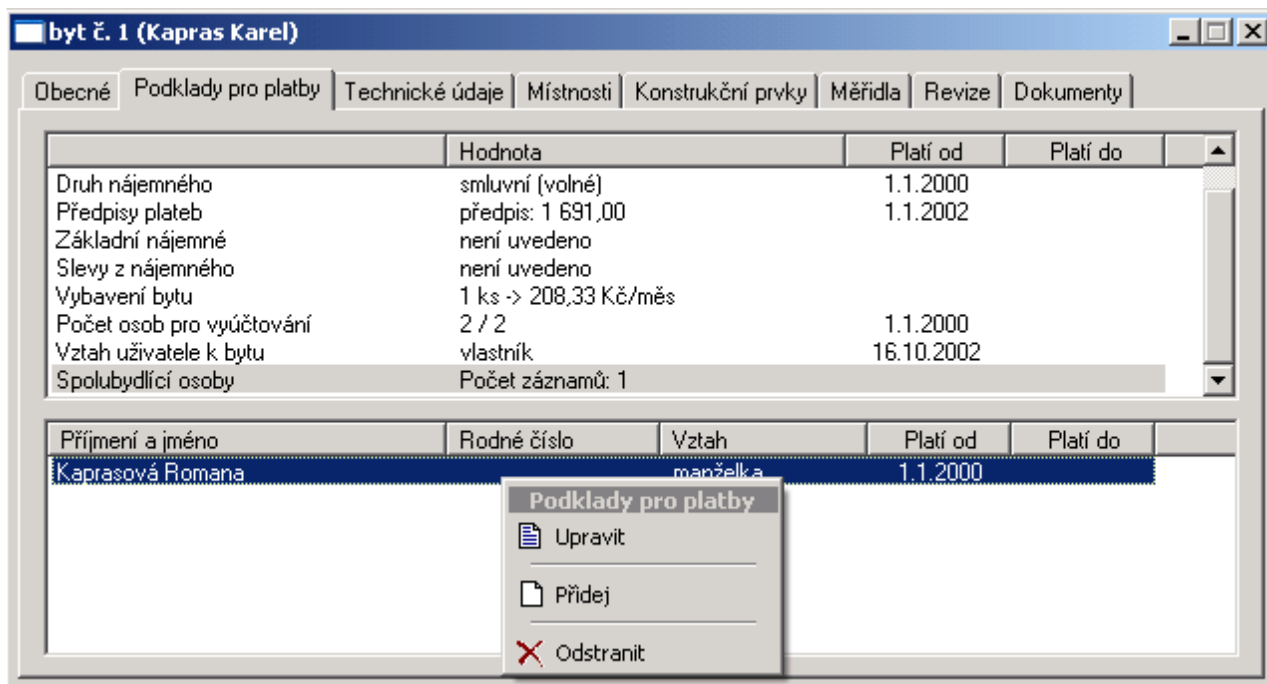 byt č. 1 (Kapras Karel)
Obecné Podklady pro platby Technické údaje Místnosti Konstrukční prvky Měřidla Revize Dokumenty
Hodnota Platí od Platí do
Druh nájemného smluvní (volné) 1.1.2000
Předpisy plateb předpis: 1 691,00 1.1.2002
Základní nájemné není uvedeno
Slevy z nájemného není uvedeno
Vybavení bytu 1 ks -> 208,33 Kč/měs
Počet osob pro vyúčtování 2 / 2 1.1.2000
Vztah uživatele k bytu vlastník 16.10.2002
Spolubydlící osoby Počet záznamů: 1
Příjmení a jméno Rodné číslo Vztah Platí od Platí do
Kaprasová Romana manželka 1.1.2000
Podklady pro platby
Upravit
Přidej
Odstranit